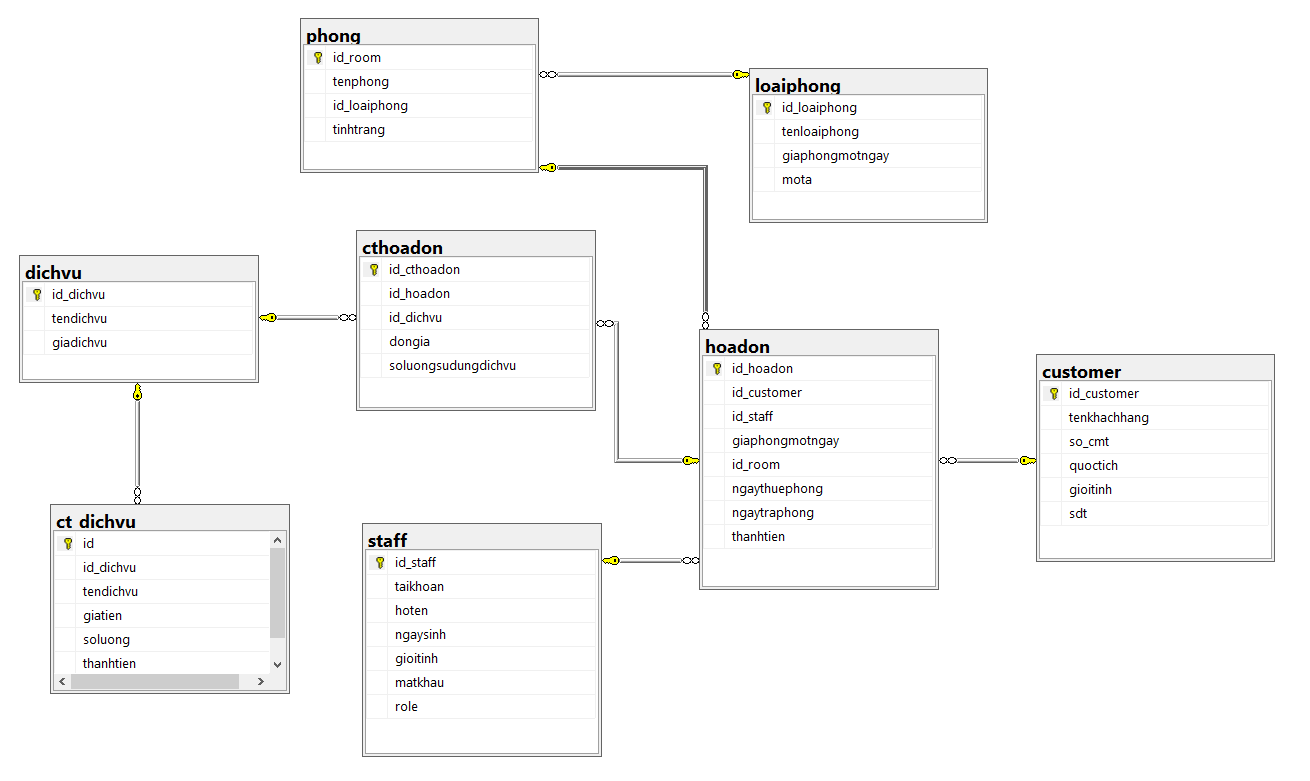 phong
id_room
tenphong
id_loaiphong
tinhtrang
loaiphong
id_loaiphong
tenloaiphong
giaphongmotngay
mota
cthoadon
id_cthoadon
id_hoadon
id_dichvu
dongia
soluongsudungdichvu
dichvu
id_dichvu
tendichvu
giadichvu
hoadon
id_hoadon
id_customer
id_staff
giaphongmotngay
id_room
ngaythuephong
ngaytraphong
thanhtien
customer
id_customer
tenkhachhang
so_cmt
quoctich
gioitinh
sdt
ct_dichvu
id
id_dichvu
tendichvu
giatien
soluong
thanhtien
staff
id_staff
taikhoan
hoten
ngaysinh
gioitinh
matkhau
role